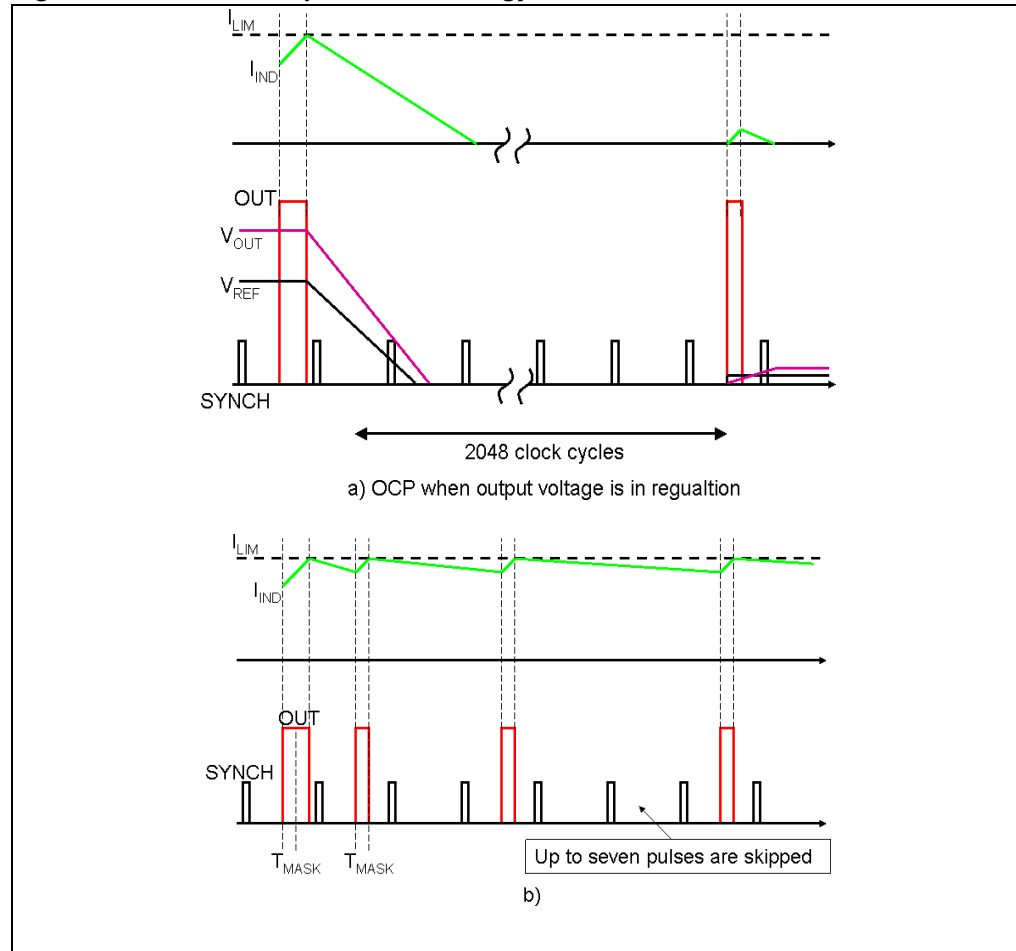 I_LIM
I_IND
OUT
V_OUT
V_REF
SYNCH
2048 clock cycles
a) OCP when output voltage is in regualtion
I_LIM
I_IND
OUT
SYNCH
T_MASK T_MASK
Up to seven pulses are skipped
b)